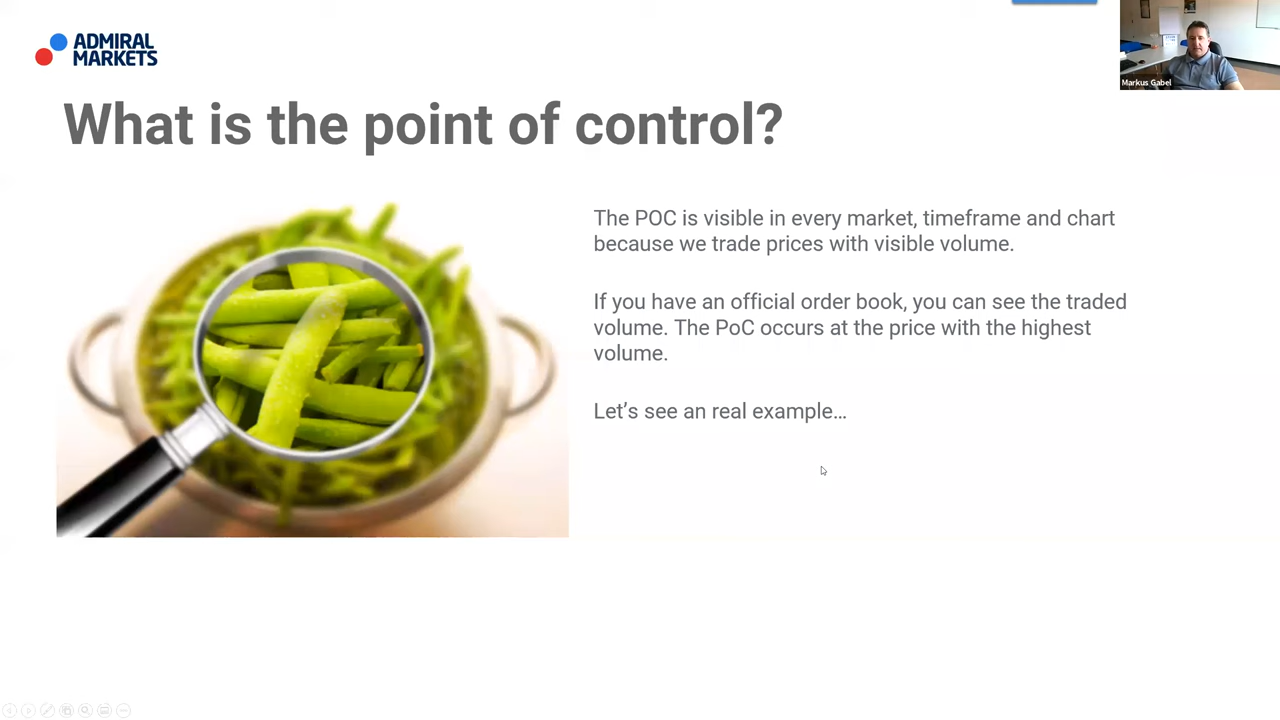 ADMIRAL
MARKETS
Markus Gabel
What is the point of control?
The POC is visible in every market, timeframe and chart
because we trade prices with visible volume.
If you have an official order book, you can see the traded
volume. The PoC occurs at the price with the highest
volume.
Let’s see an real example…